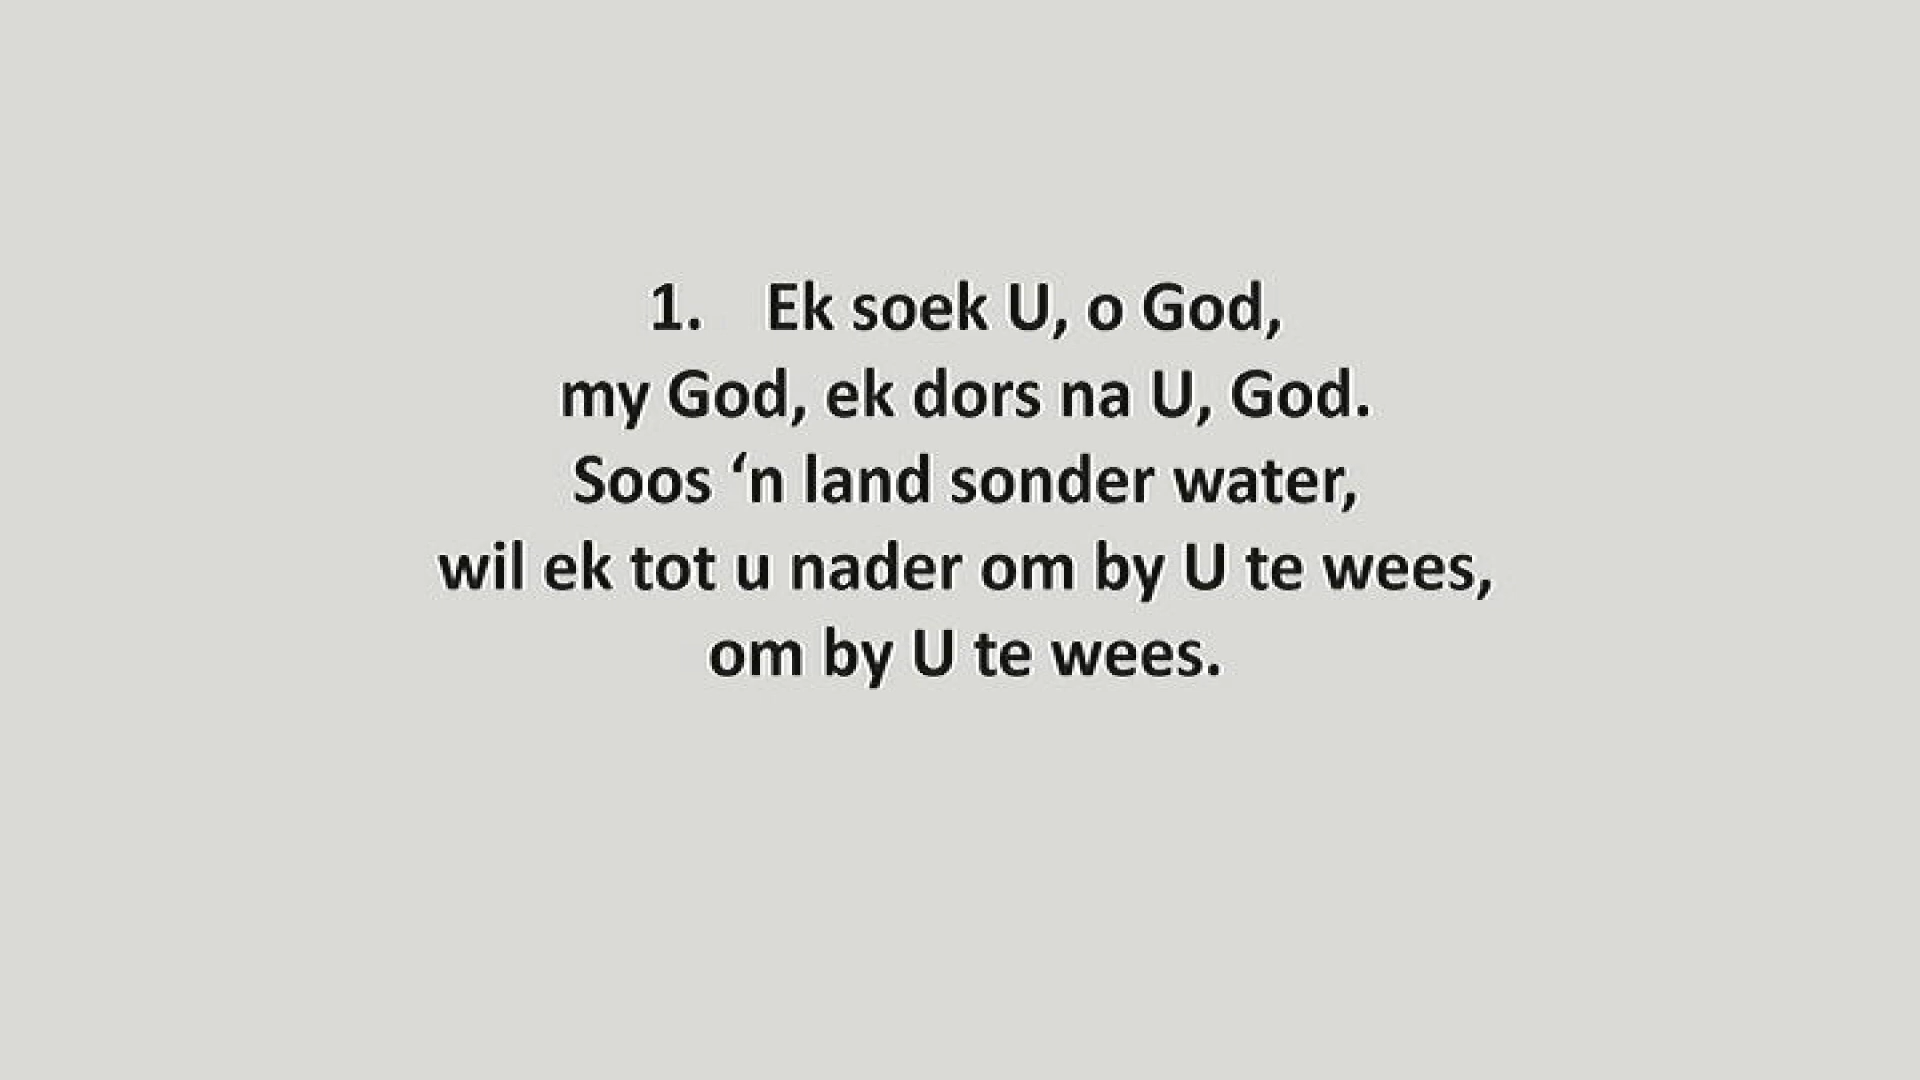 1. Ek soek U, o God,
my God, ek dors na U, God.
Soos ‘n land sonder water,
wil ek tot u nader om by U te wees,
om by U te wees.